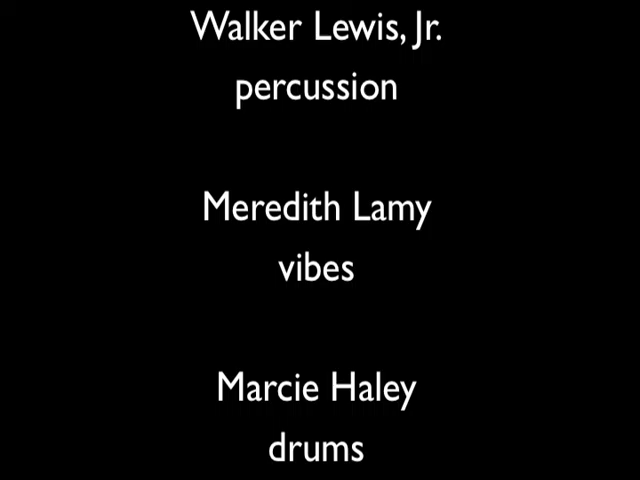 Walker Lewis, Jr.
percussion
Meredith Lamy
vibes
Marcie Haley
drums